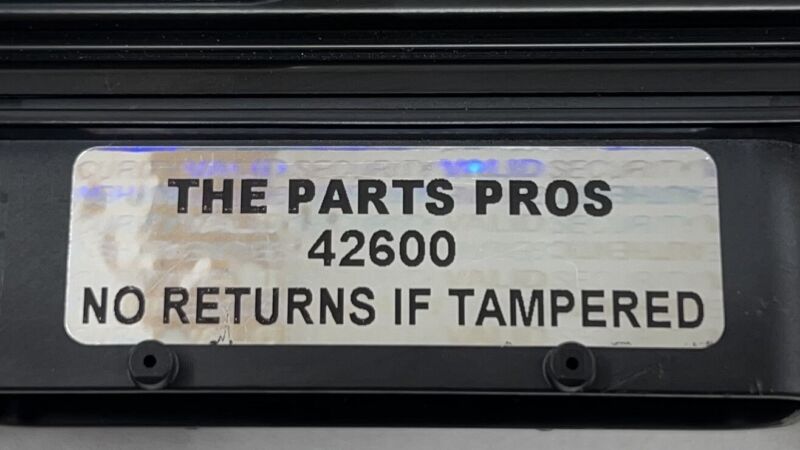 THE PARTS PROS
42600
NO RETURNS IF TAMPERED